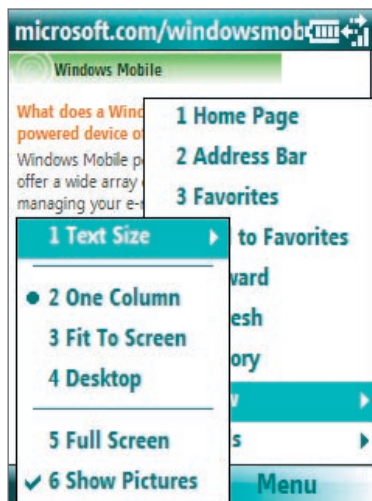 microsoft.com/windowsmob
Windows Mobile
What does a Wind
powered device of
Windows Mobile po
offer a wide array
managing your e-
1 Home Page
2 Address Bar
3 Favorites
to Favorites
ward
esh
ory
s
1 Text Size
2 One Column
3 Fit To Screen
4 Desktop
5 Full Screen
6 Show Pictures
Menu